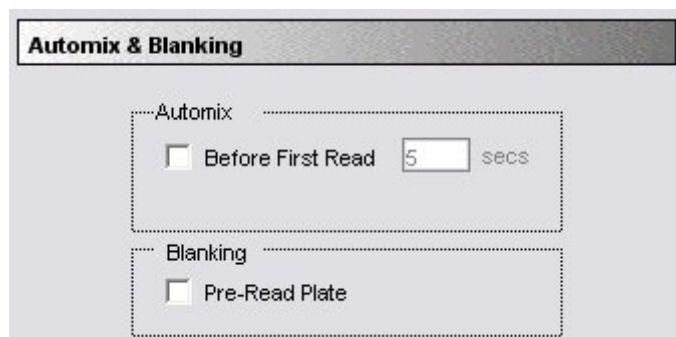 Automix & Blanking
Automix
Before First Read 5 secs
Blanking
Pre-Read Plate